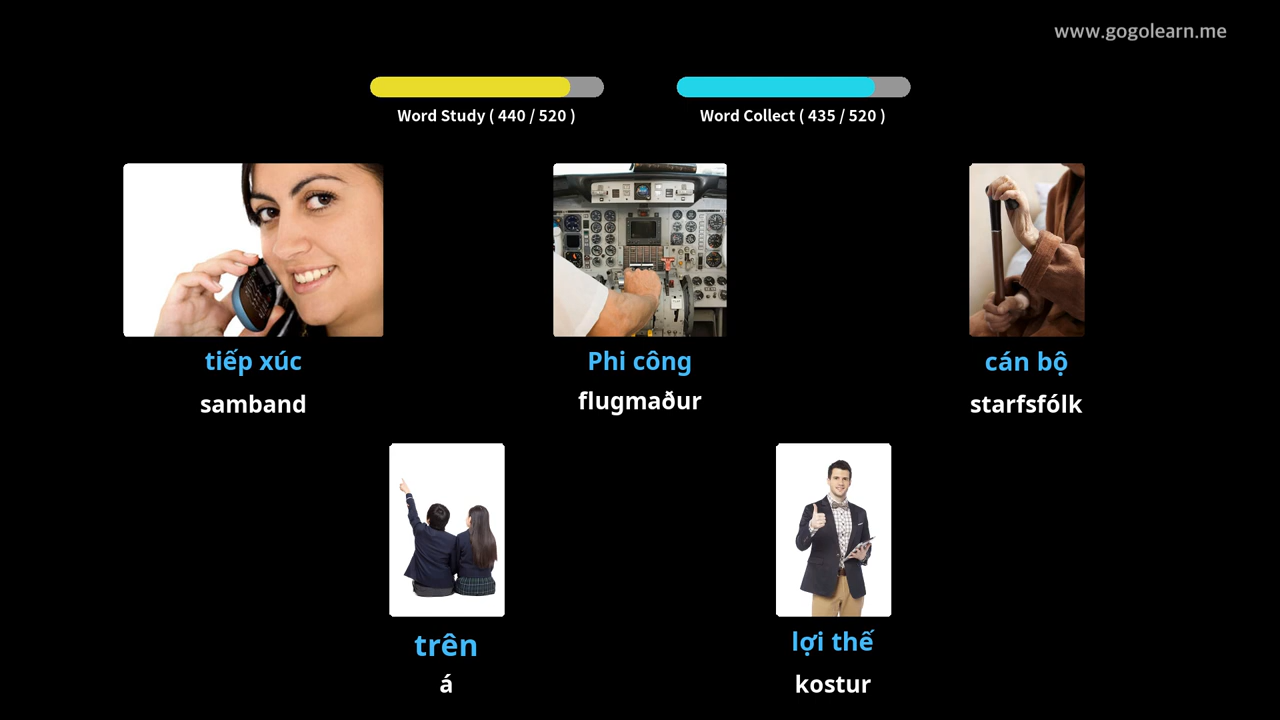 www.gogolearn.me
Word Study ( 440 / 520 )
Word Collect ( 435 / 520 )
tiếp xúc
samband
Phi công
flugmaður
cán bộ
starfsfólk
trên
á
lợi thế
kostur